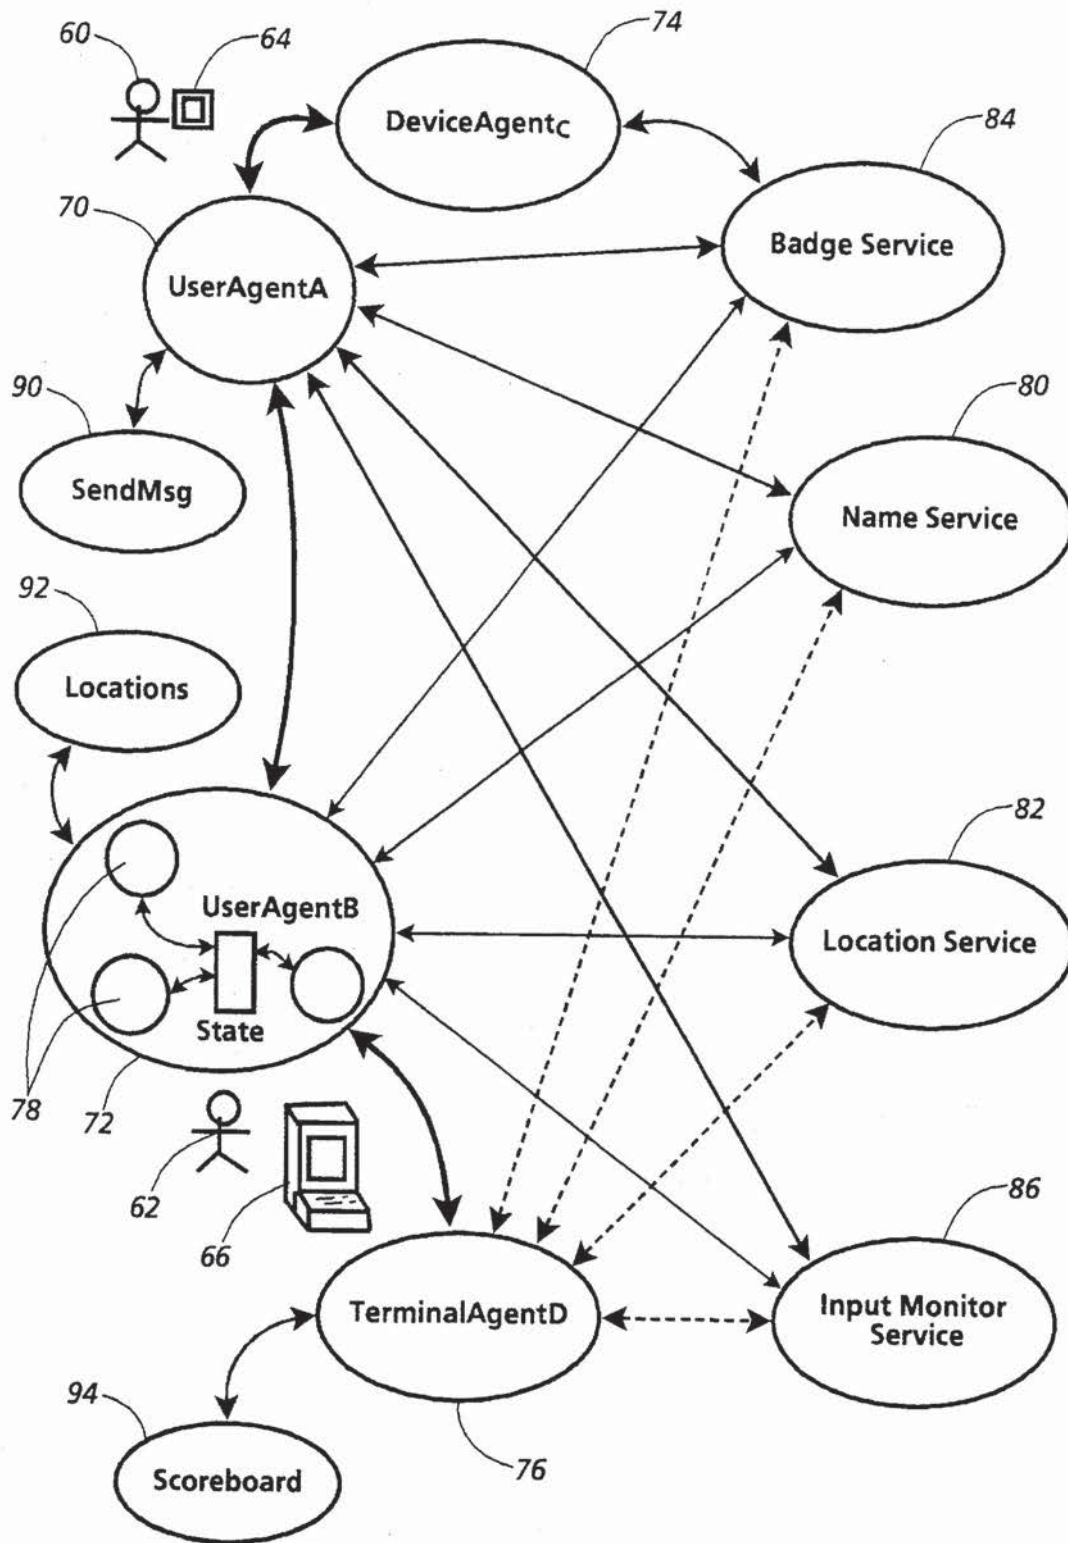 60
64
74
DeviceAgentC
84
70
Badge Service
UserAgentA
90
80
SendMsg
Name Service
92
Locations
82
UserAgentB
Location Service
State
78
72
62
66
86
TerminalAgentD
Input Monitor
Service
94
76
Scoreboard